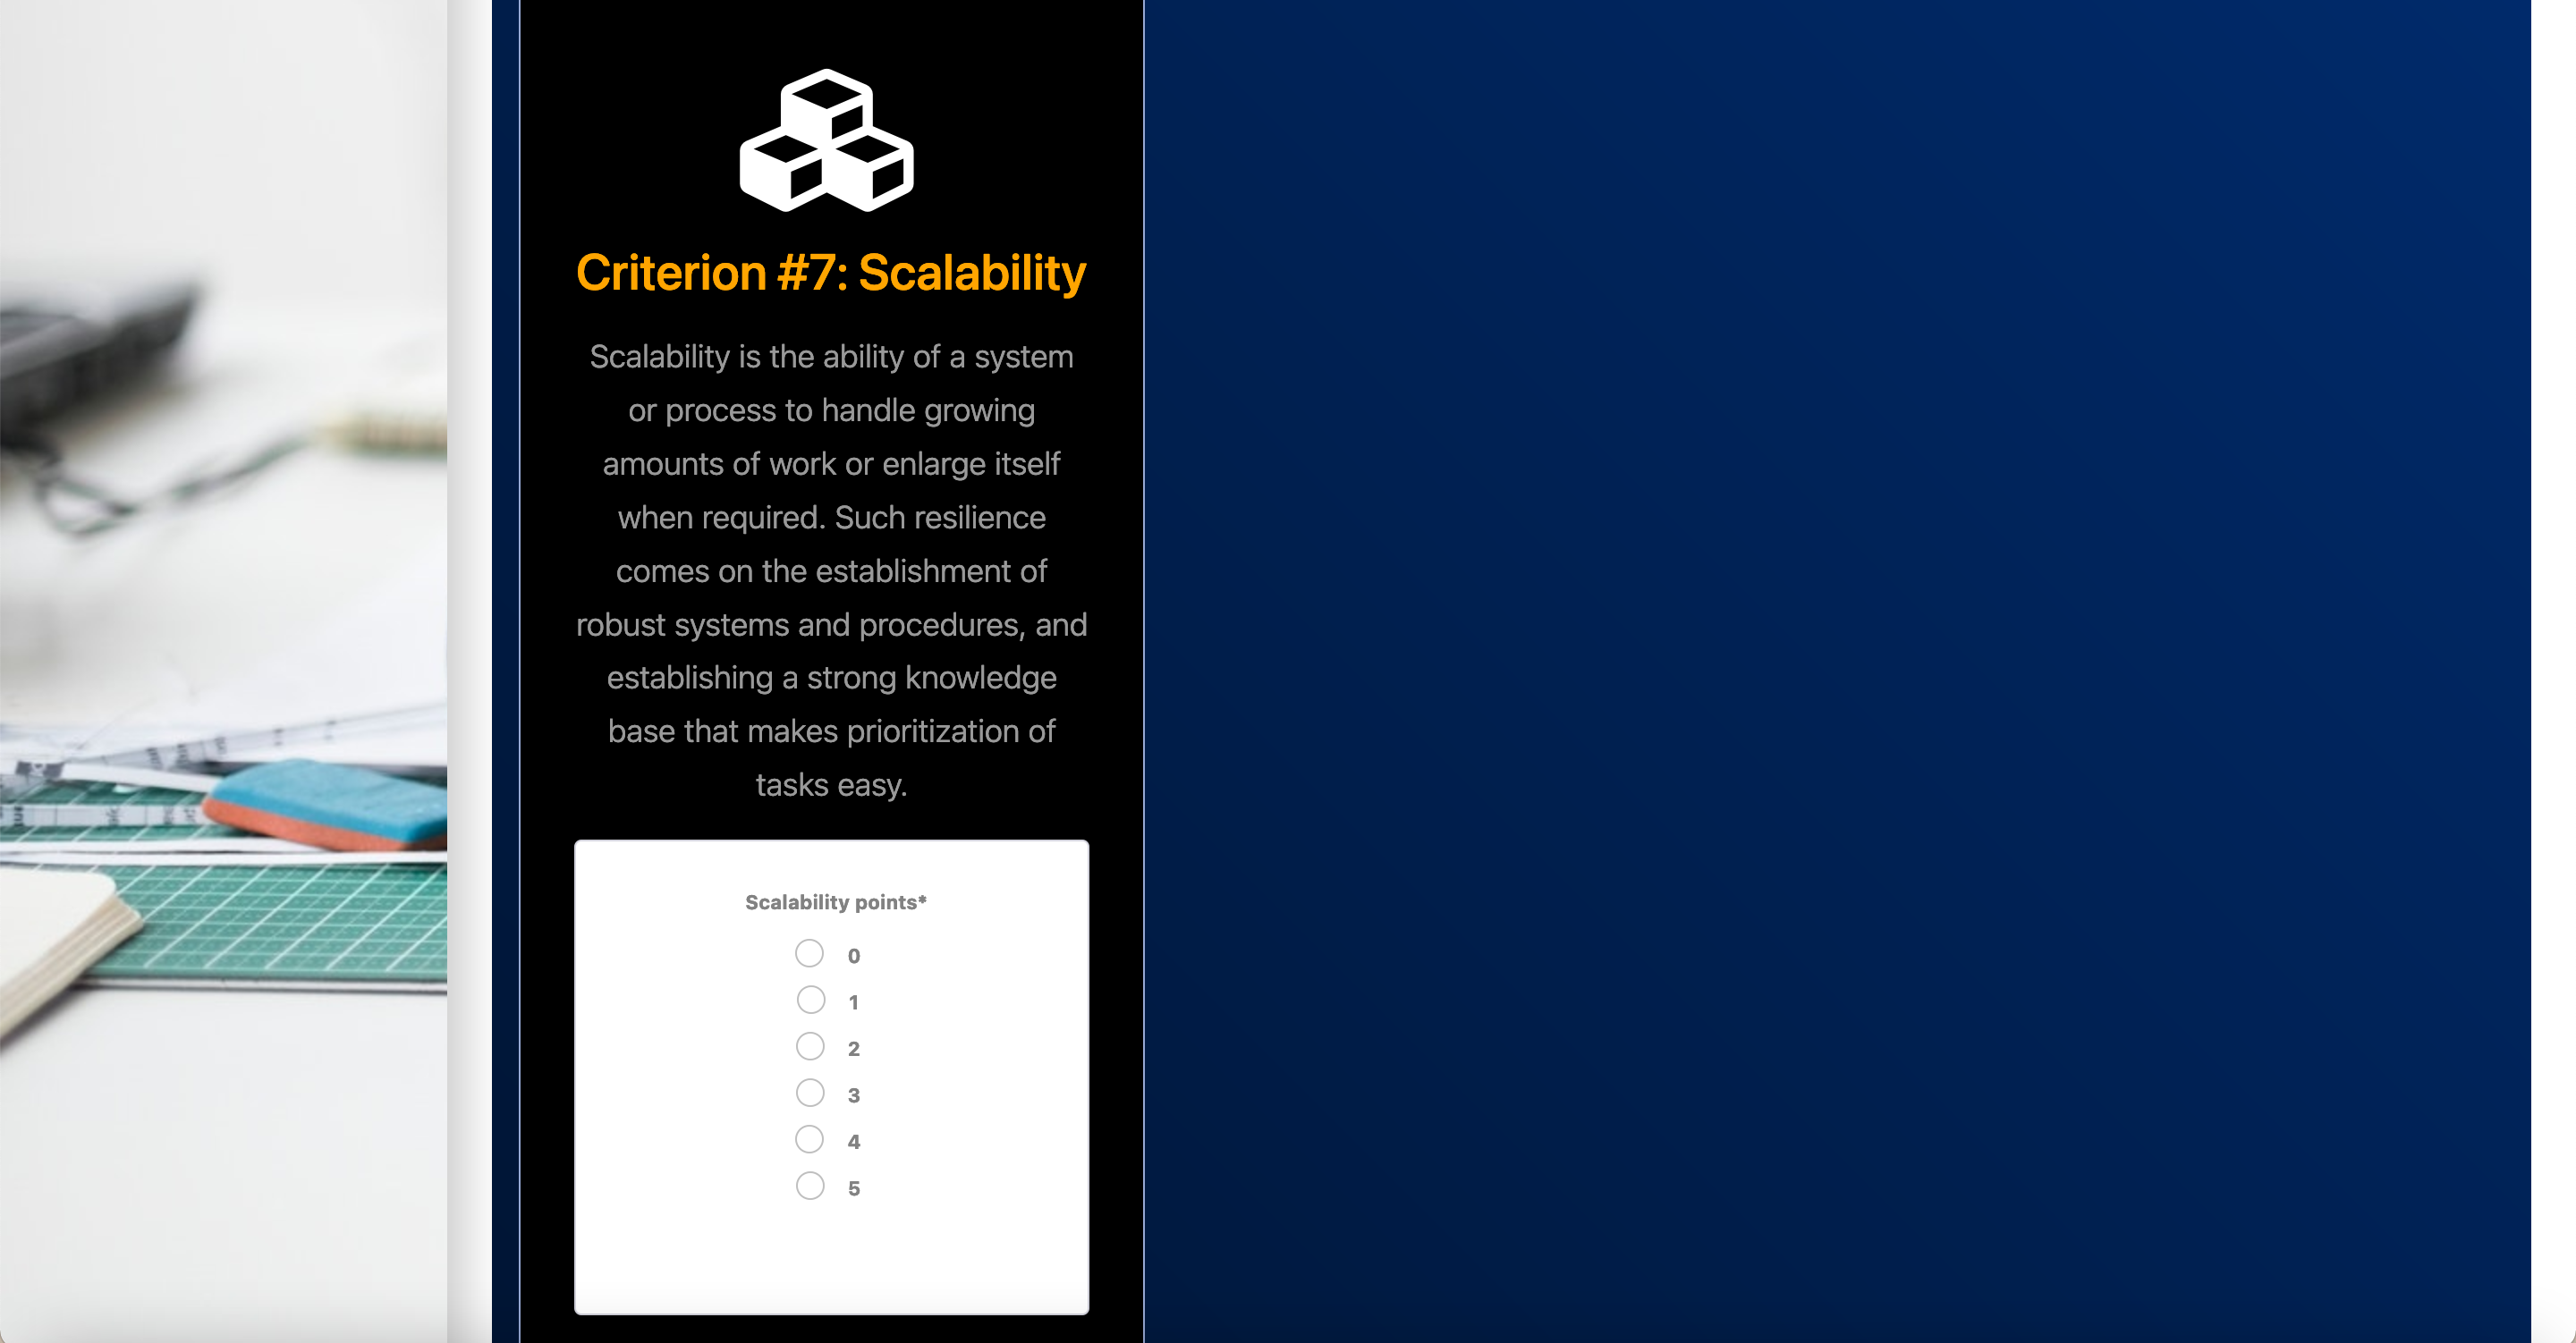 Criterion #7: Scalability
Scalability is the ability of a system
or process to handle growing
amounts of work or enlarge itself
when required. Such resilience
comes on the establishment of
robust systems and procedures, and
establishing a strong knowledge
base that makes prioritization of
tasks easy.
Scalability points*
0
1
2
3
4
5